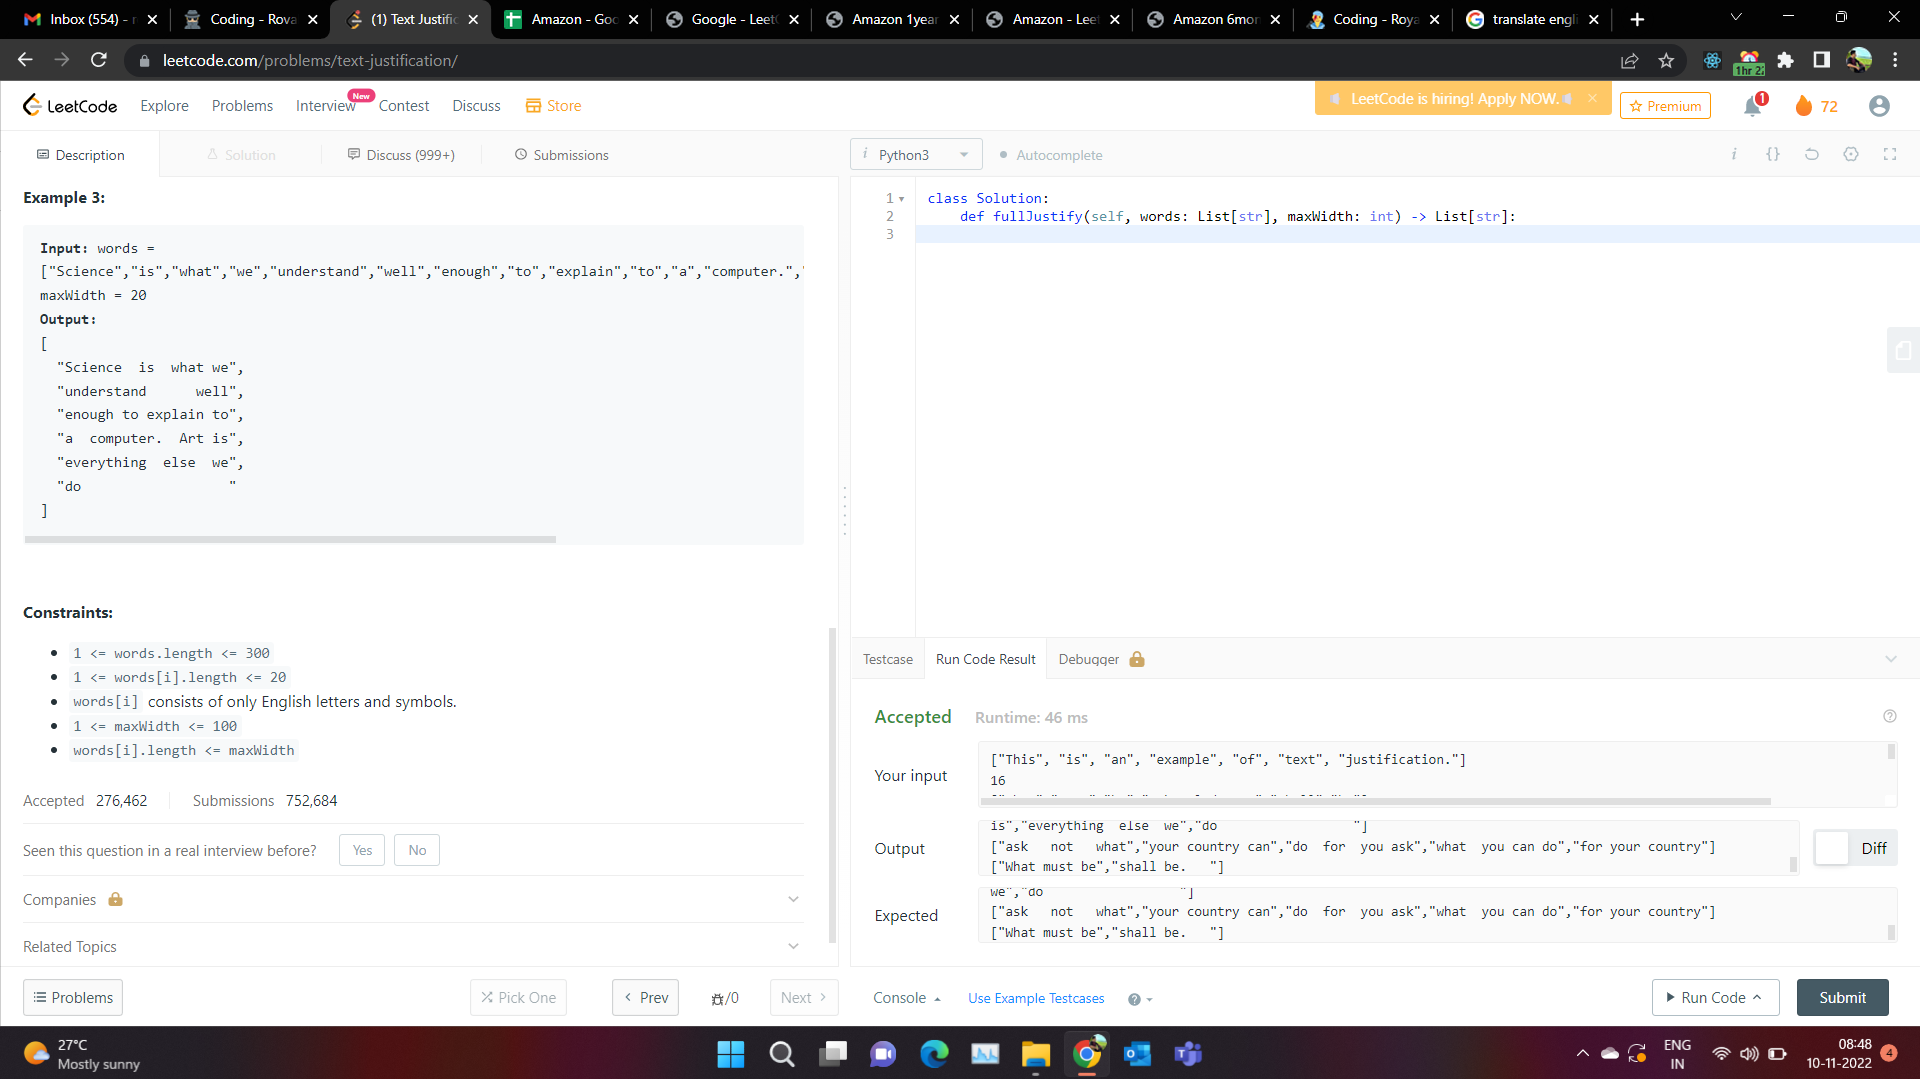 Inbox (554) - r
Coding - Rova
(1) Text Justific
Amazon - Goo
Google - LeetC
Amazon 1year
Amazon - Leet
Amazon 6mon
Coding - Roya
translate engli
leetcode.com/problems/text-justification/
1hr 2
LeetCode
Explore
Problems
Interview
New
Contest
Discuss
Store
LeetCode is hiring! Apply NOW.
Premium
1
72
Description
Solution
Discuss (999+)
Submissions
i Python3
Autocomplete
Example 3:
Input: words =
["Science","is","what","we","understand","well","enough","to","explain","to","a","computer.","
maxWidth = 20
Output:
[
"Science  is  what we",
"understand      well",
"enough to explain to",
"a  computer.  Art is",
"everything  else  we",
"do                  "
]
Constraints:
1 <= words.length <= 300
1 <= words[i].length <= 20
words[i] consists of only English letters and symbols.
1 <= maxWidth <= 100
words[i].length <= maxWidth
Accepted 276,462
Submissions 752,684
Seen this question in a real interview before?
Yes
No
Companies
Related Topics
Problems
Pick One
Prev
/0
Next
1 class Solution:
2     def fullJustify(self, words: List[str], maxWidth: int) -> List[str]:
3
Testcase
Run Code Result
Debugger
Accepted
Runtime: 46 ms
Your input
["This", "is", "an", "example", "of", "text", "justification."]
16
Output
is","everything  else  we","do                  "]
["ask   not   what","your country can","do  for  you ask","what  you can do","for your country"]
["What must be","shall be.   "]
Diff
Expected
we","do                  "]
["ask   not   what","your country can","do  for  you ask","what  you can do","for your country"]
["What must be","shall be.   "]
Console
Use Example Testcases
Run Code
Submit
27°C
Mostly sunny
ENG
IN
08:48
10-11-2022
4